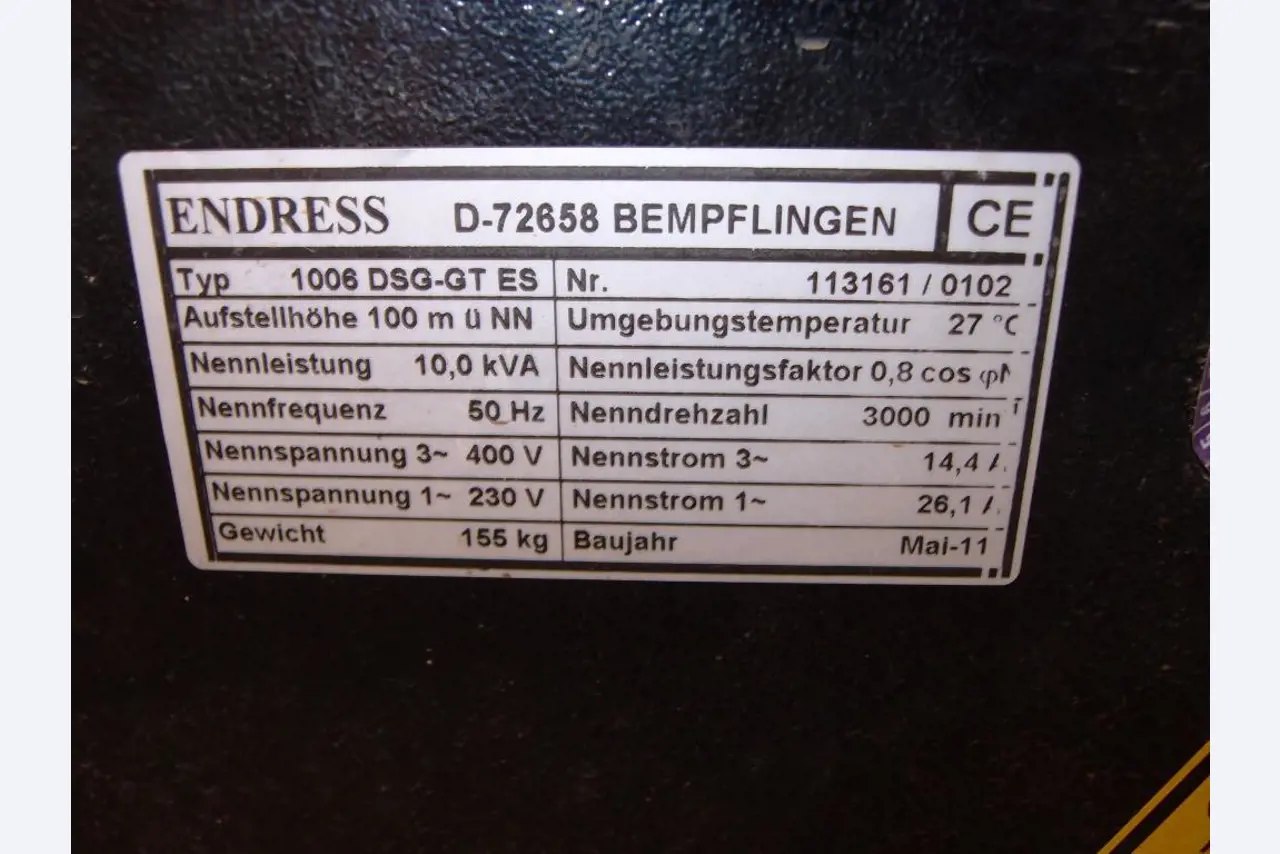 ENDRESS D-72658 BEMPFLINGEN CE
Typ 1006 DSG-GT ES Nr. 113161 / 0102
Aufstellhöhe 100 m ü NN Umgebungstemperatur 27 °C
Nennleistung 10,0 kVA Nennleistungsfaktor 0,8 cos φN
Nennfrequenz 50 Hz Nenndrehzahl 3000 min
Nennspannung 3~ 400 V Nennstrom 3~ 14,4
Nennspannung 1~ 230 V Nennstrom 1~ 26,1
Gewicht 155 kg Baujahr Mai-11